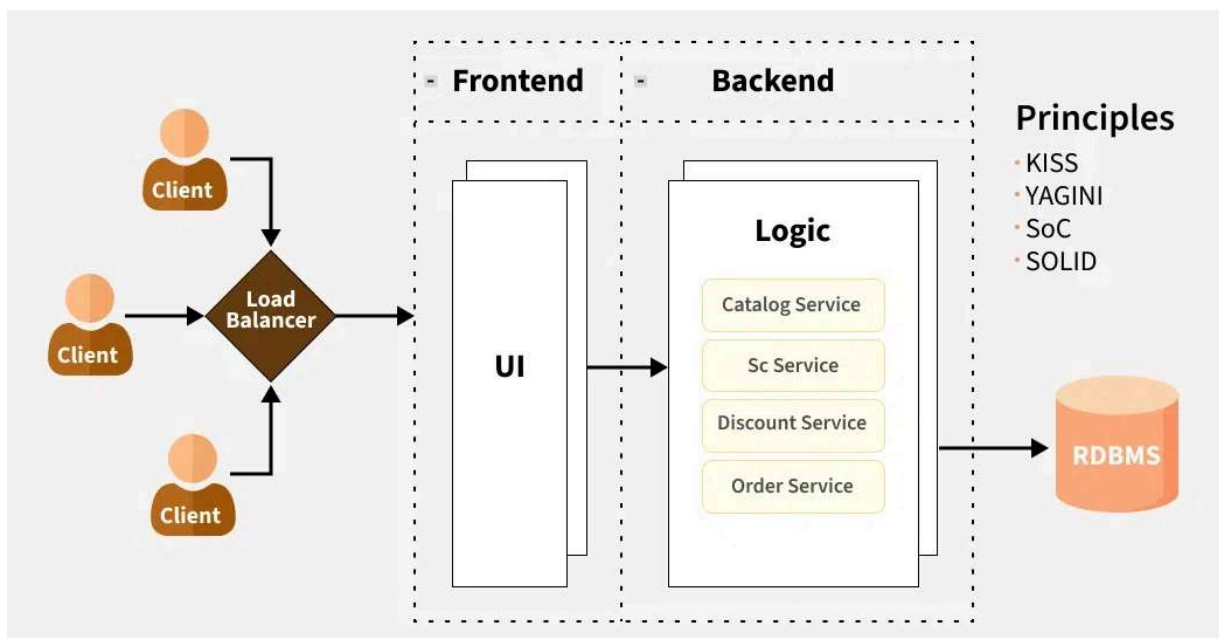 - Frontend
- Backend
Principles
· KISS
· YAGINI
· SoC
· SOLID
Client
Client
Client
Load
Balancer
UI
Logic
Catalog Service
Sc Service
Discount Service
Order Service
RDBMS